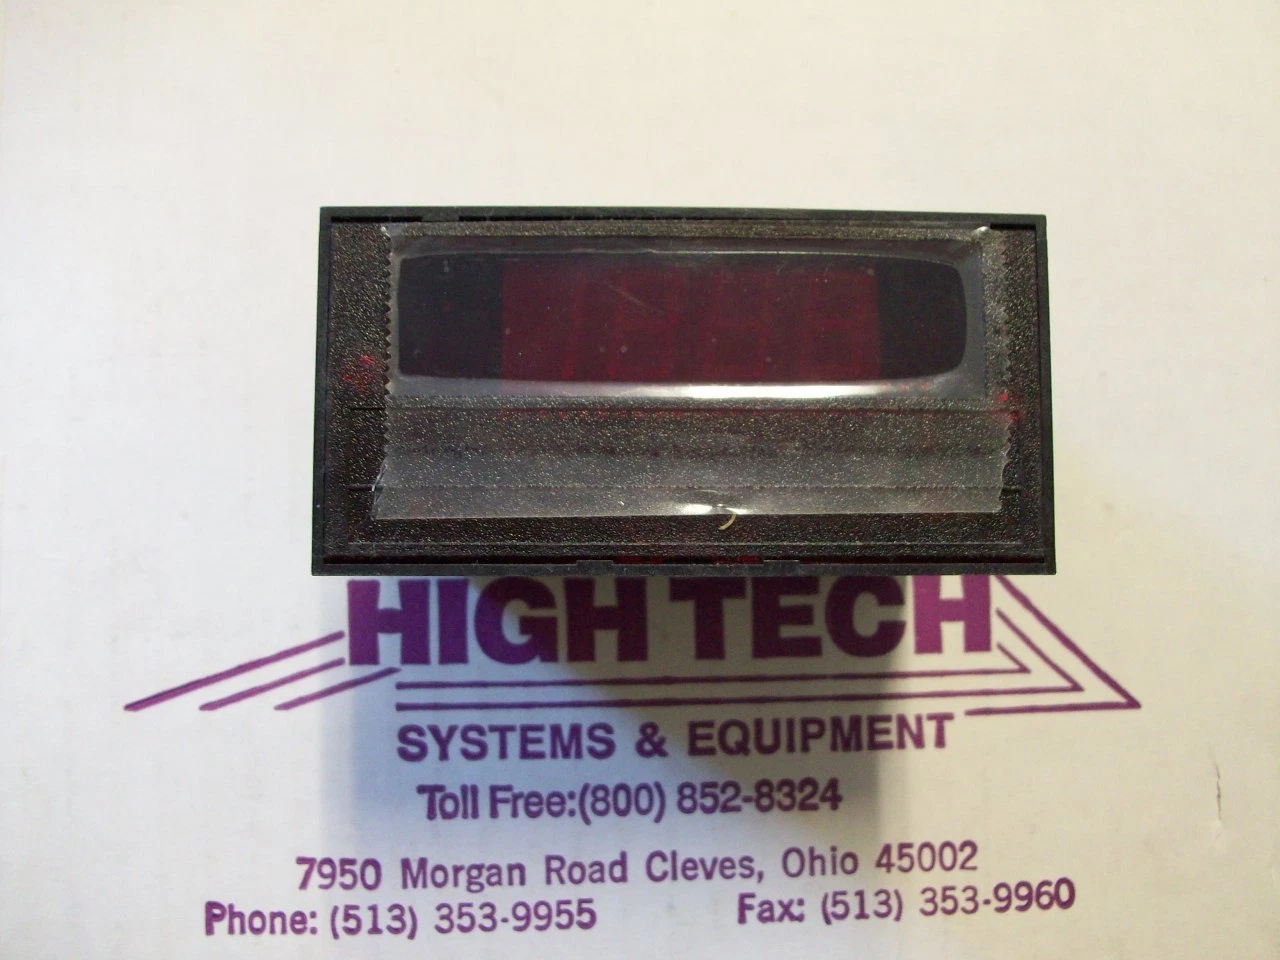 HIGH TECH
SYSTEMS & EQUIPMENT
Toll Free:(800) 852-8324
7950 Morgan Road Cleves, Ohio 45002
Phone: (513) 353-9955 Fax: (513) 353-9960